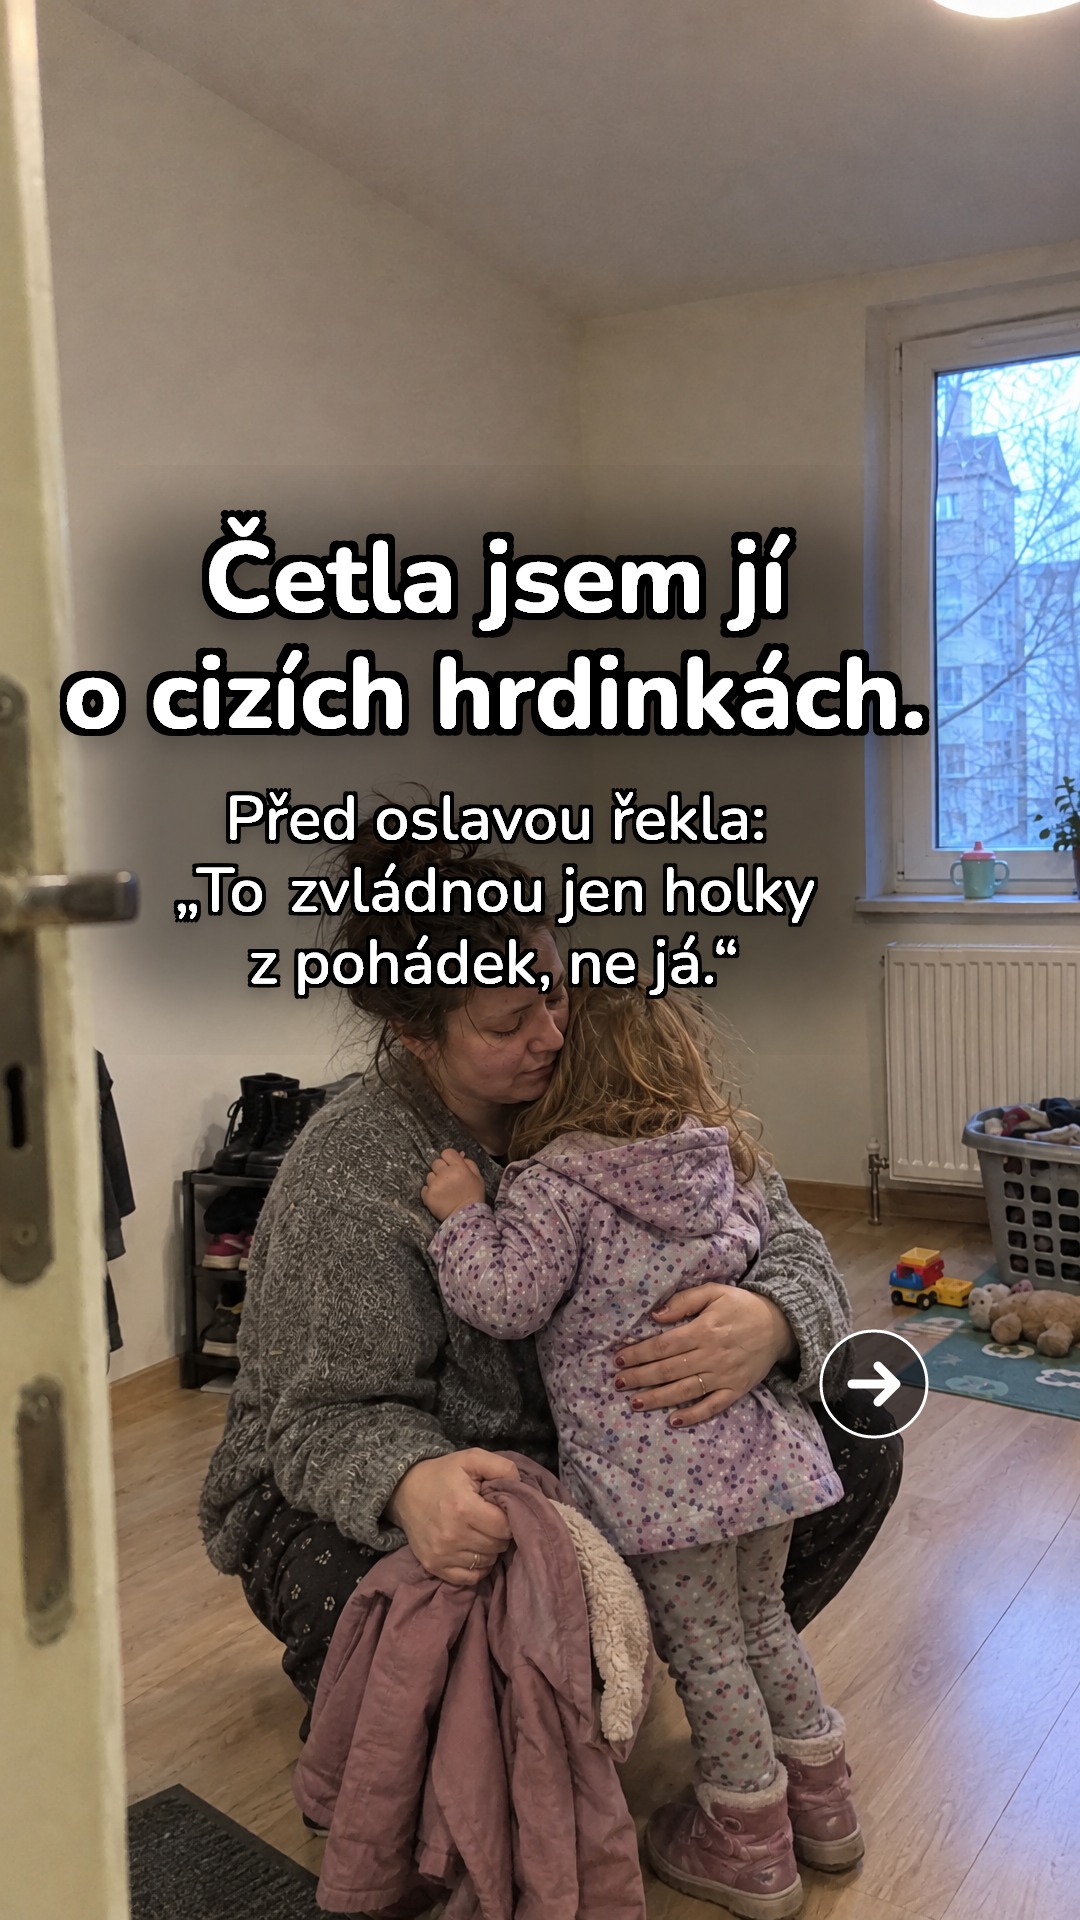 Četla jsem jí
o cizích hrdinkách.
Před oslavou řekla:
„To zvládnou jen holky
z pohádek, ne já.“